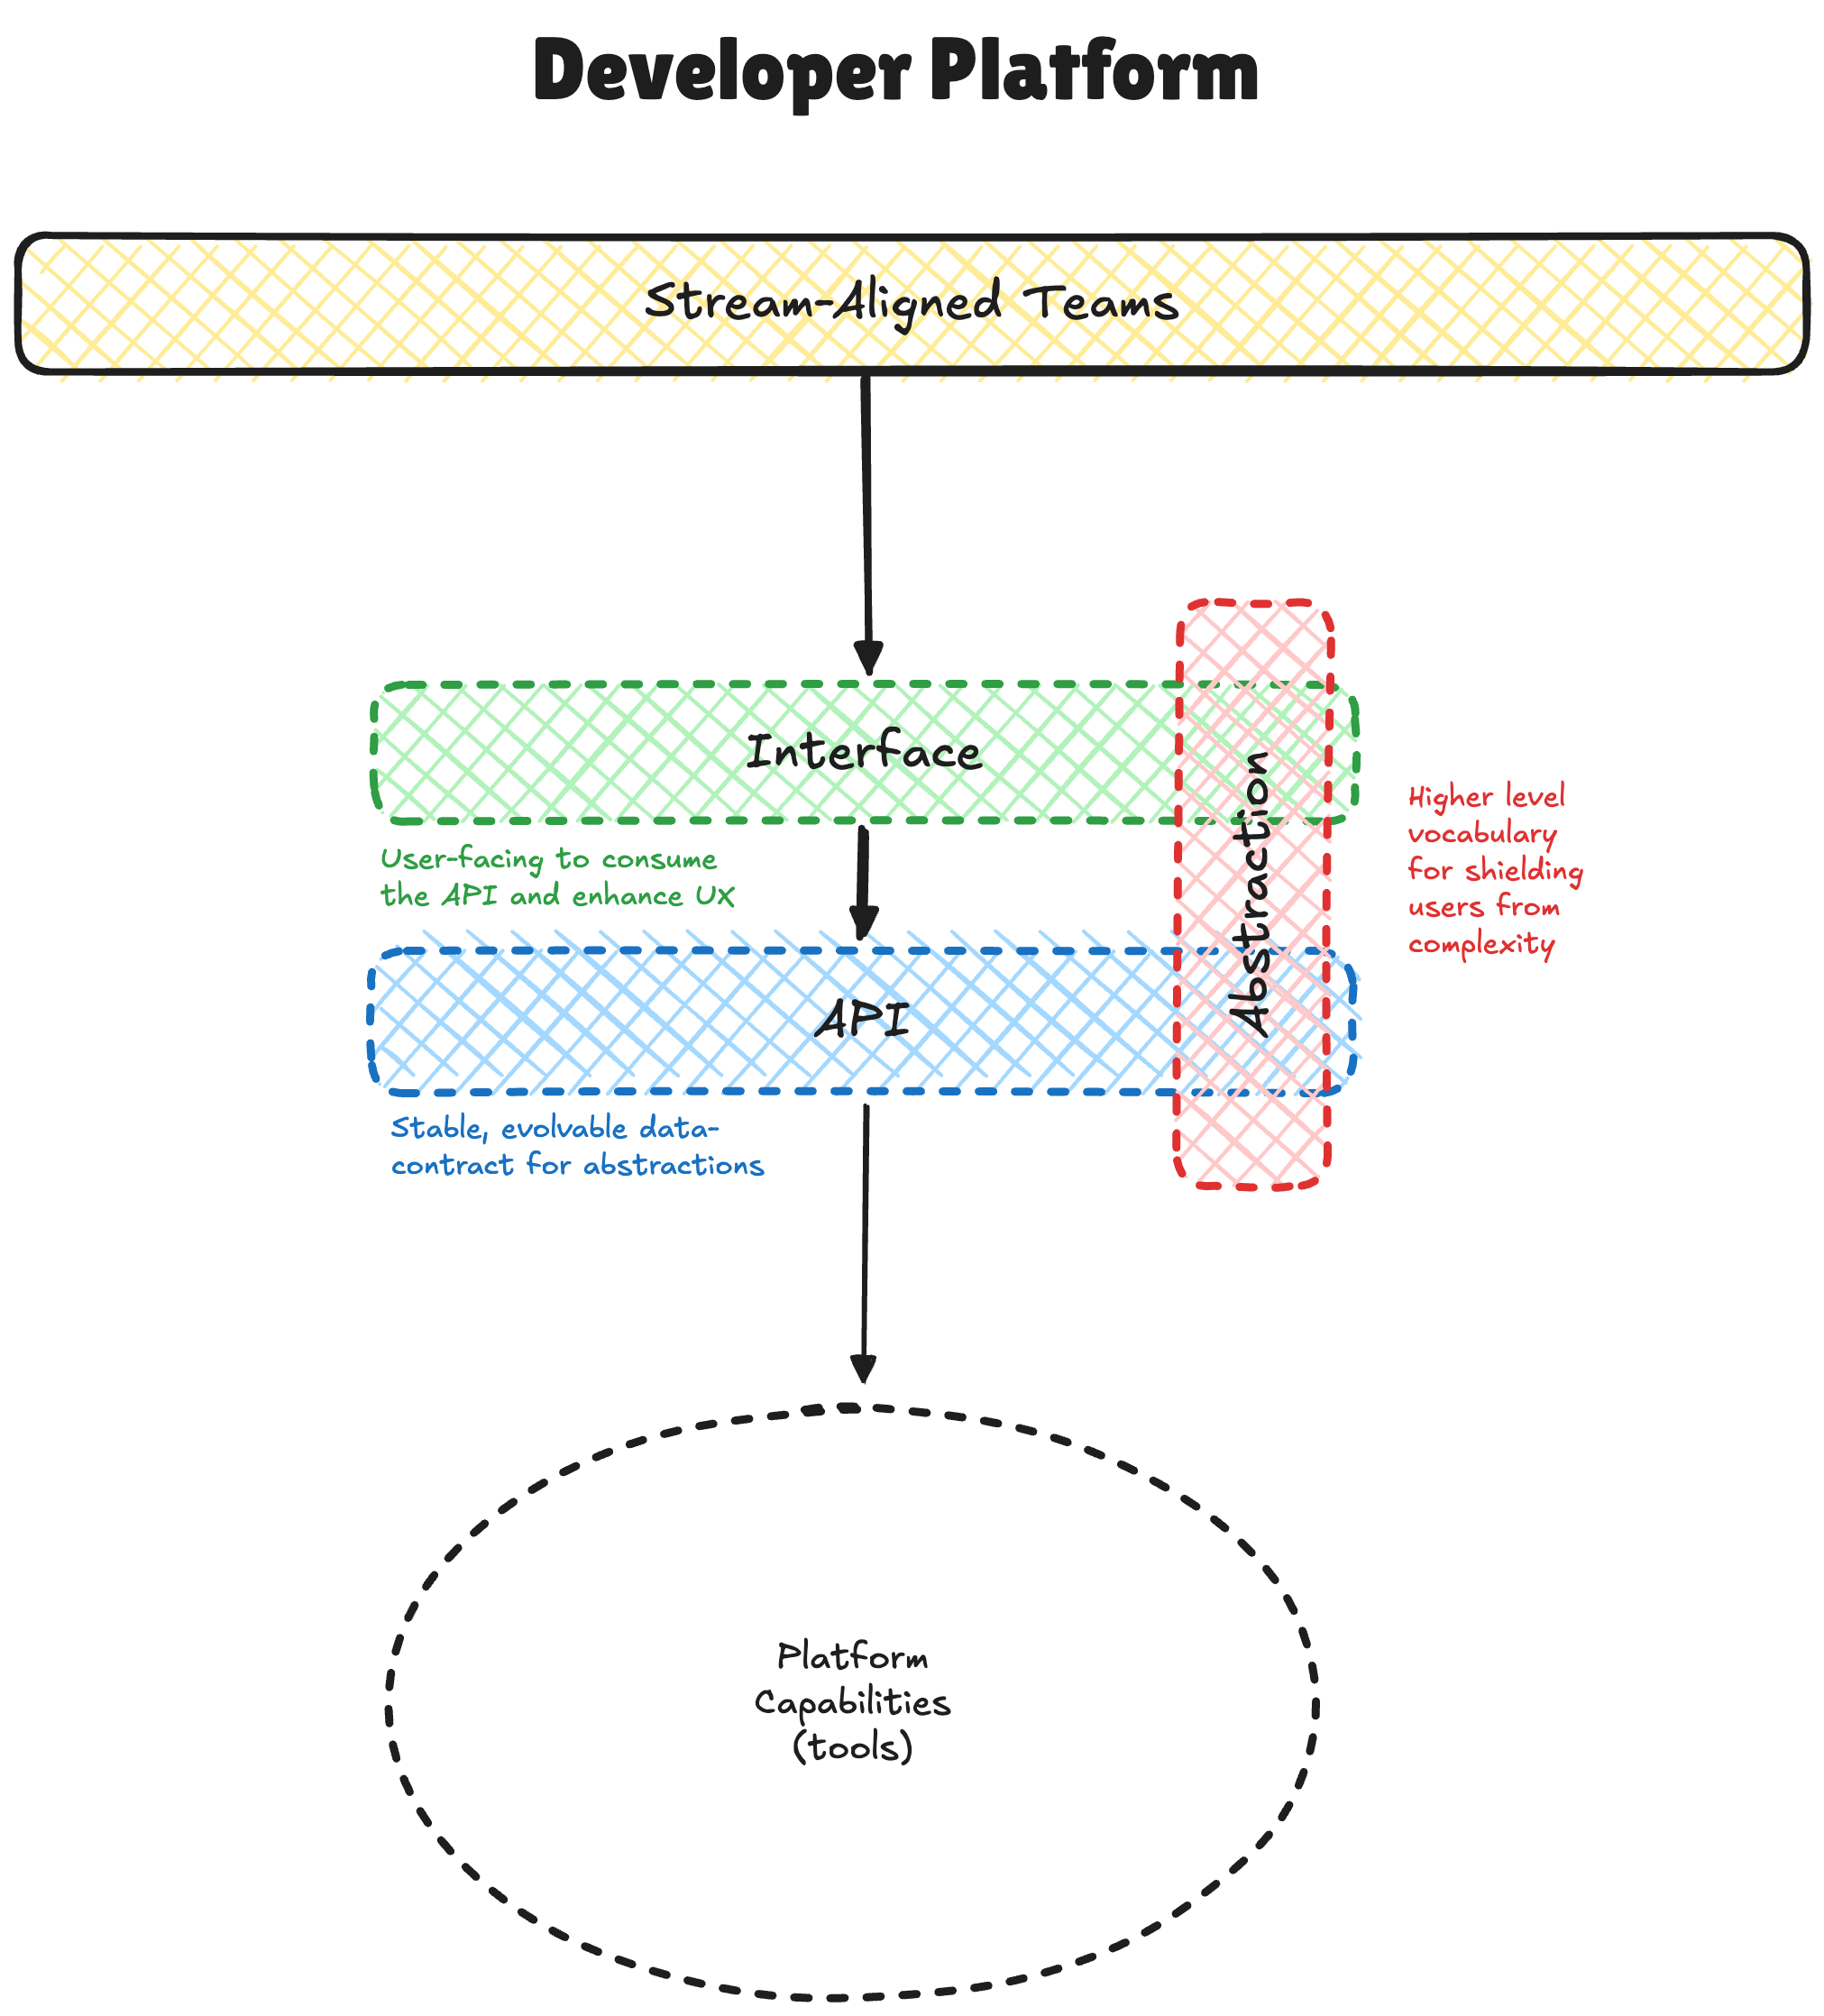 Developer Platform
Stream-Aligned Teams
Interface
User-facing to consume
the API and enhance UX
Abstraction
Higher level
vocabulary
for shielding
users from
complexity
API
Stable, evolvable data-
contract for abstractions
Platform
Capabilities
(tools)